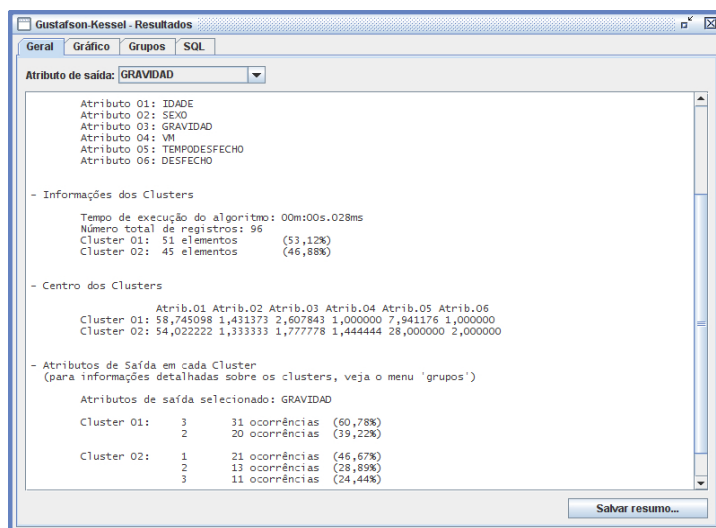 Gustafson-Kessel - Resultados
Geral Gráfico Grupos SQL
Atributo de saída: GRAVIDAD
Atributo 01: IDADE
Atributo 02: SEXO
Atributo 03: GRAVIDAD
Atributo 04: VM
Atributo 05: TEMPODESFECHO
Atributo 06: DESFECHO
- Informações dos Clusters
Tempo de execução do algoritmo: 00m:00s.028ms
Número total de registros: 96
Cluster 01: 51 elementos (53,12%)
Cluster 02: 45 elementos (46,88%)
- Centro dos Clusters
Atrib.01 Atrib.02 Atrib.03 Atrib.04 Atrib.05 Atrib.06
Cluster 01: 58,745098 1,431373 2,607843 1,000000 7,941176 1,000000
Cluster 02: 54,022222 1,333333 1,777778 1,444444 28,000000 2,000000
- Atributos de Saída em cada Cluster
(para informações detalhadas sobre os clusters, veja o menu 'grupos')
Atributos de saída selecionado: GRAVIDAD
Cluster 01: 3 31 ocorrências (60,78%)
2 20 ocorrências (39,22%)
Cluster 02: 1 21 ocorrências (46,67%)
2 13 ocorrências (28,89%)
3 11 ocorrências (24,44%)
Salvar resumo...